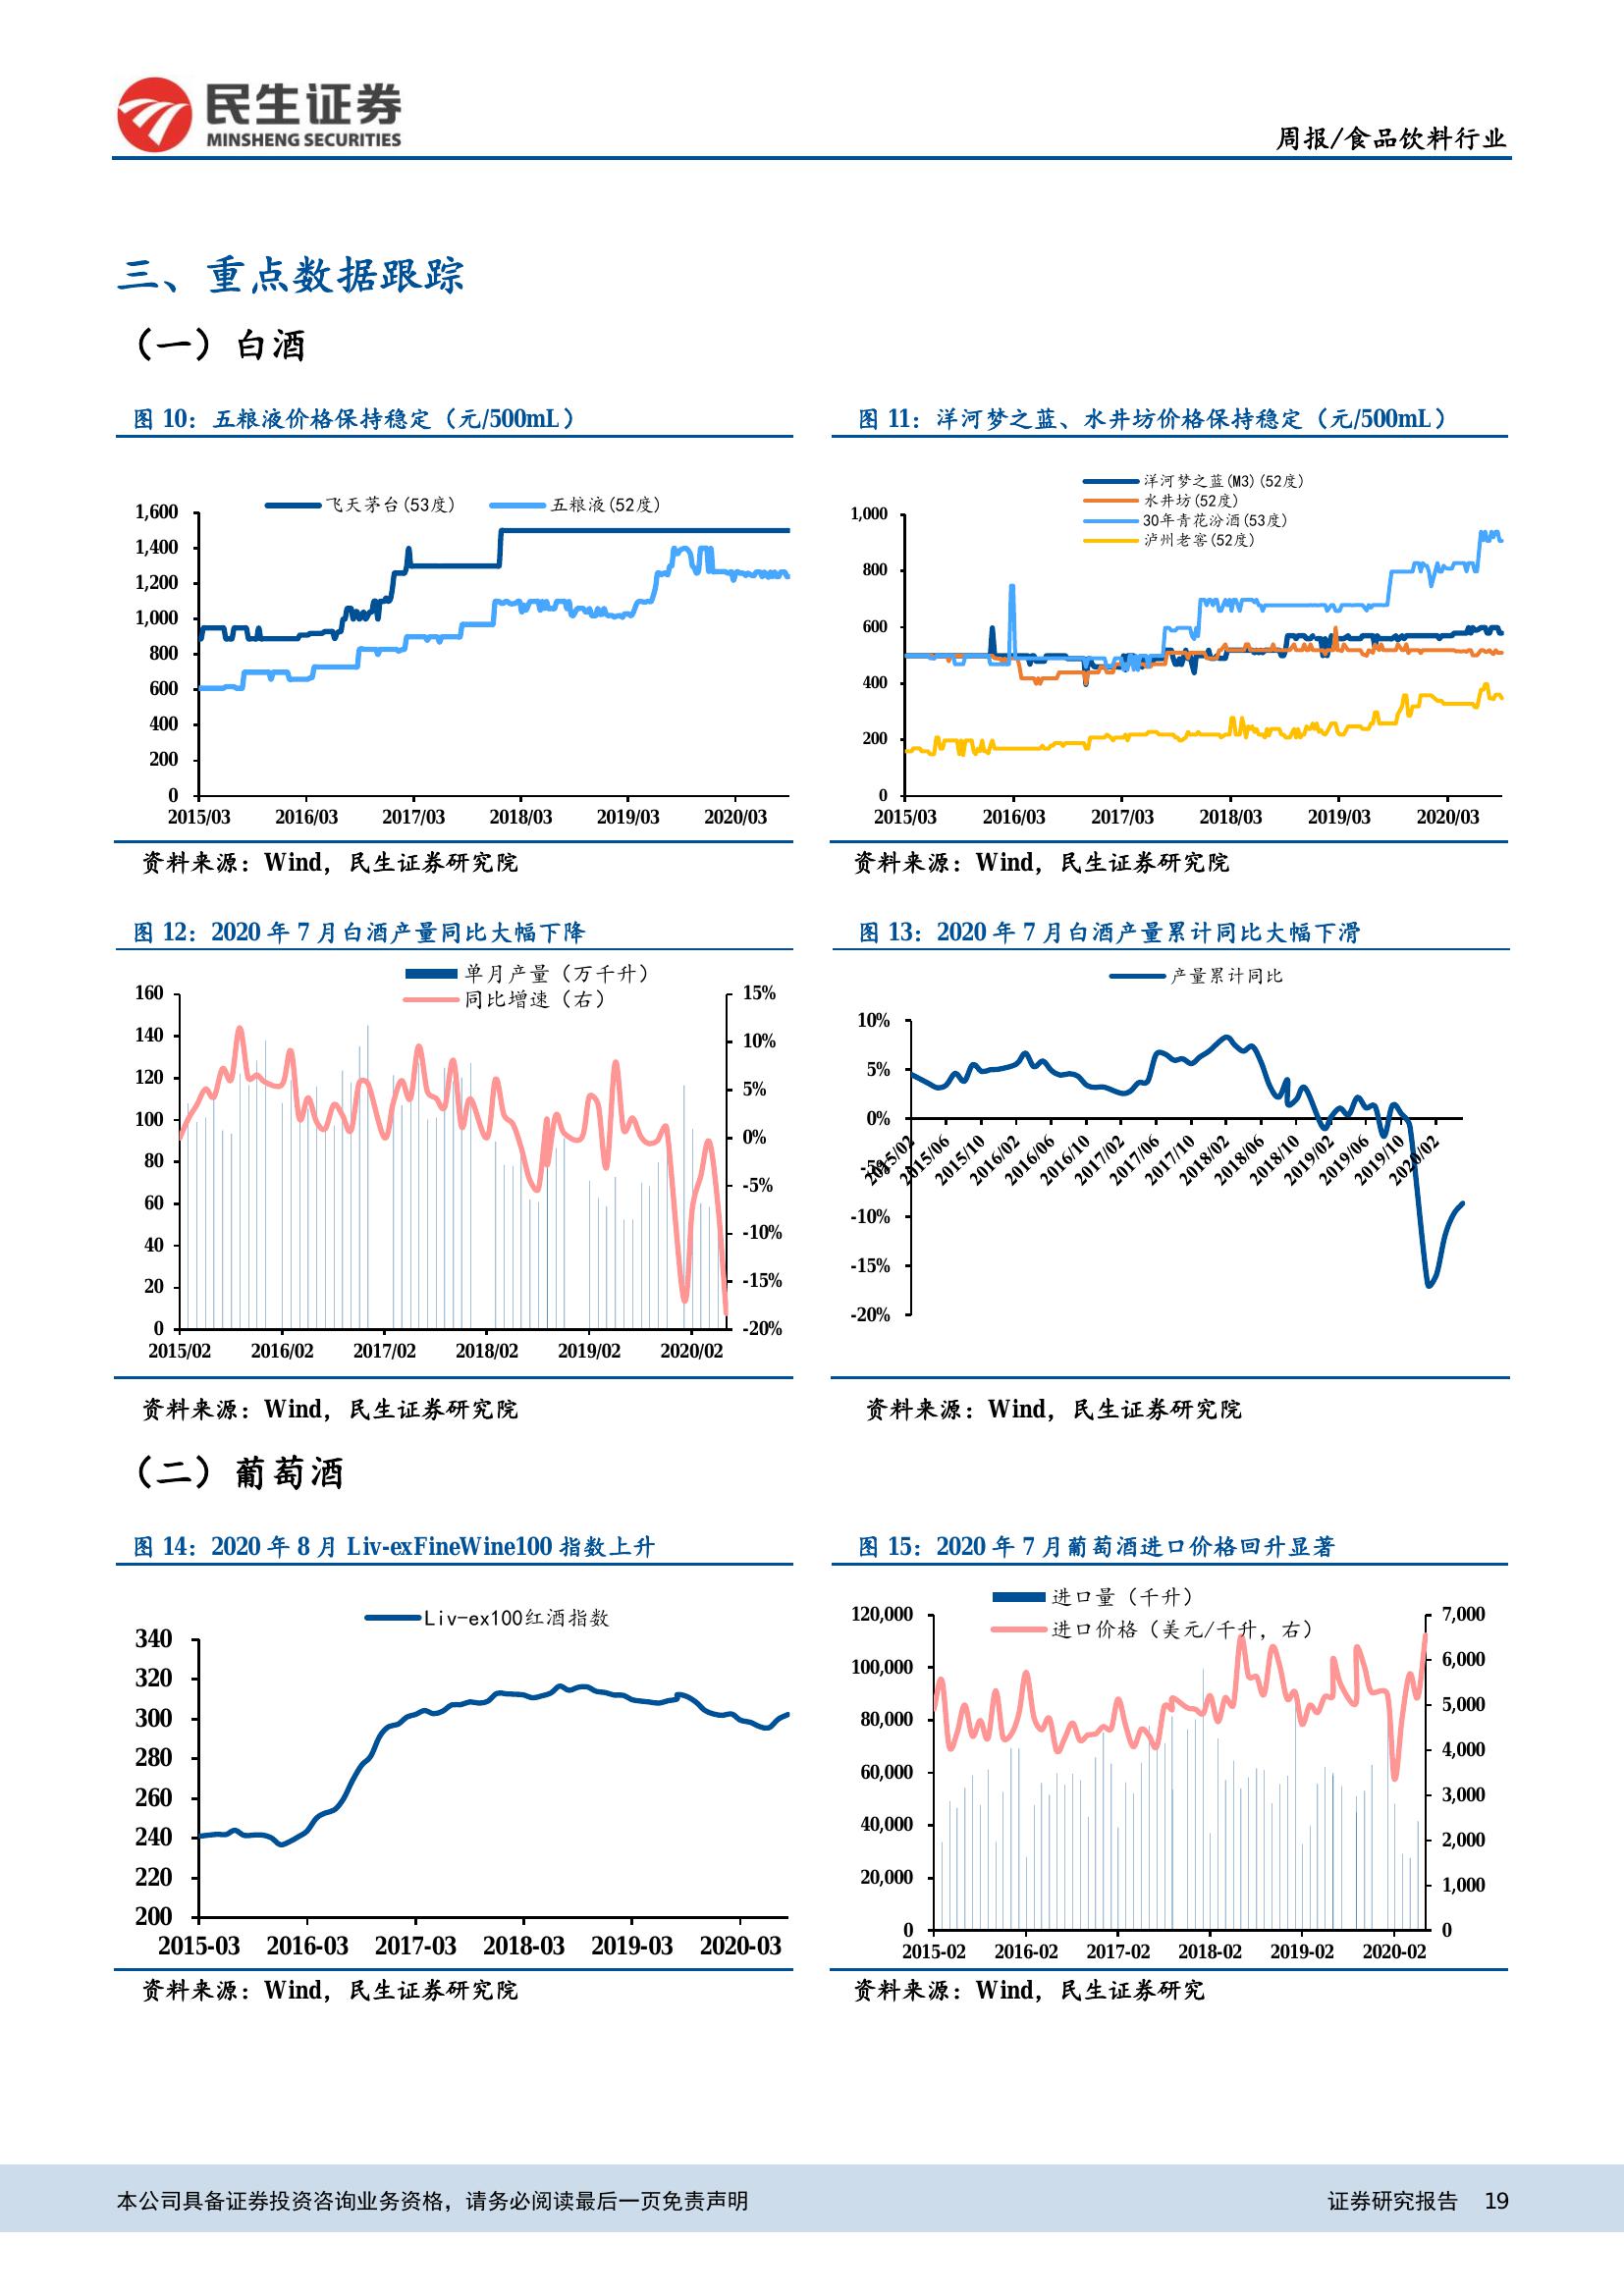 民生证券
MINSHENG SECURITIES
周报/食品饮料行业
三、重点数据跟踪
（一）白酒
图 10：五粮液价格保持稳定（元/500mL）
飞天茅台(53度)
五粮液(52度)
1,600
1,400
1,200
1,000
800
600
400
200
0
2015/03 2016/03 2017/03 2018/03 2019/03 2020/03
资料来源：Wind，民生证券研究院
图 11：洋河梦之蓝、水井坊价格保持稳定（元/500mL）
洋河梦之蓝(M3)(52度)
水井坊(52度)
30年青花汾酒(53度)
泸州老窖(52度)
1,000
800
600
400
200
0
2015/03 2016/03 2017/03 2018/03 2019/03 2020/03
资料来源：Wind，民生证券研究院
图 12：2020 年 7 月白酒产量同比大幅下降
单月产量（万千升）
同比增速（右）
160
140
120
100
80
60
40
20
0
15%
10%
5%
0%
-5%
-10%
-15%
-20%
2015/02 2016/02 2017/02 2018/02 2019/02 2020/02
资料来源：Wind，民生证券研究院
图 13：2020 年 7 月白酒产量累计同比大幅下滑
产量累计同比
10%
5%
0%
-5%
-10%
-15%
-20%
2015/02 2015/06 2015/10 2016/02 2016/06 2016/10 2017/02 2017/06 2017/10 2018/02 2018/06 2018/10 2019/02 2019/06 2019/10 2020/02
资料来源：Wind，民生证券研究院
（二）葡萄酒
图 14：2020 年 8 月 Liv-exFineWine100 指数上升
Liv-ex100红酒指数
340
320
300
280
260
240
220
200
2015-03 2016-03 2017-03 2018-03 2019-03 2020-03
资料来源：Wind，民生证券研究院
图 15：2020 年 7 月葡萄酒进口价格回升显著
进口量（千升）
进口价格（美元/千升，右）
120,000
100,000
80,000
60,000
40,000
20,000
0
7,000
6,000
5,000
4,000
3,000
2,000
1,000
0
2015-02 2016-02 2017-02 2018-02 2019-02 2020-02
资料来源：Wind，民生证券研究
本公司具备证券投资咨询业务资格，请务必阅读最后一页免责声明
证券研究报告 19